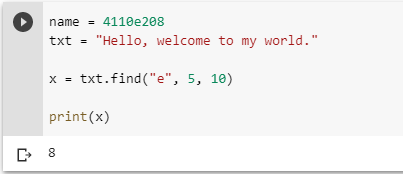 name = 4110e208
txt = "Hello, welcome to my world."
x = txt.find("e", 5, 10)
print(x)
8